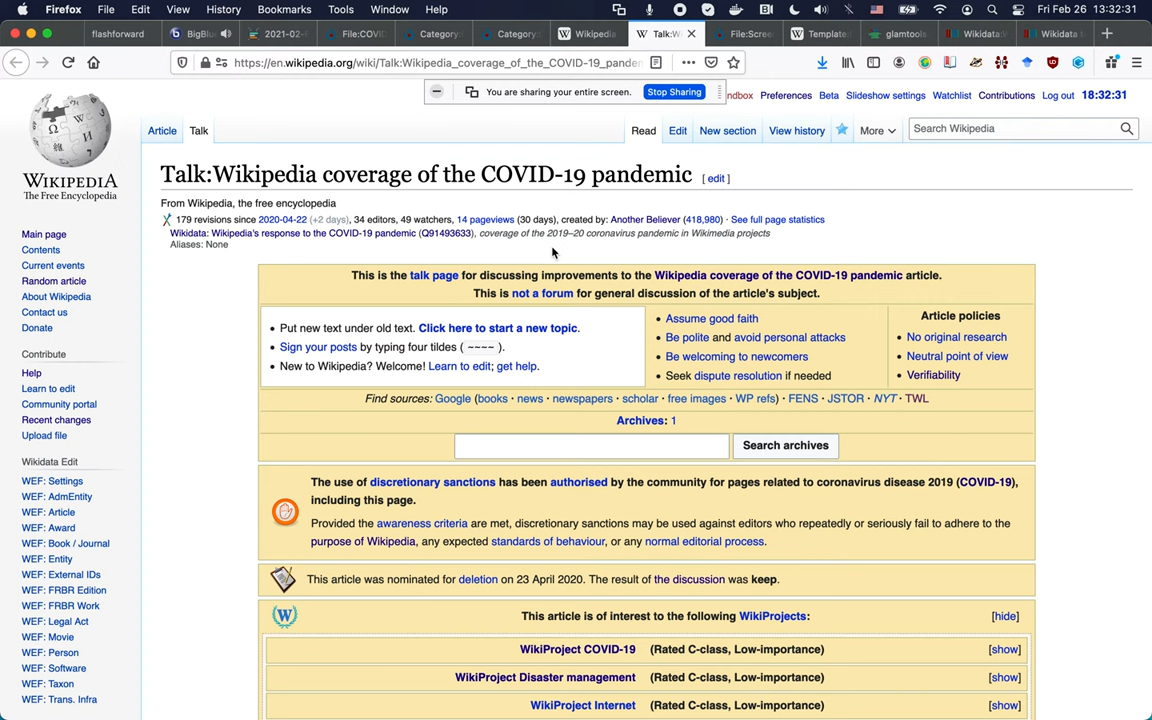 Firefox File Edit View History Bookmarks Tools Window Help Fri Feb 26 13:32:31
flashforward BigBlu 2021-02- File:COVI Category: Category: Wikipedia Talk:Wi File:Scree Template: glamtools Wikidata: Wikidata t
https://en.wikipedia.org/wiki/Talk:Wikipedia_coverage_of_the_COVID-19_pandem
You are sharing your entire screen. Stop Sharing
ndbox Preferences Beta Slideshow settings Watchlist Contributions Log out 18:32:31
Article Talk Read Edit New section View history More Search Wikipedia
WIKIPEDIA
The Free Encyclopedia
Main page
Contents
Current events
Random article
About Wikipedia
Contact us
Donate
Contribute
Help
Learn to edit
Community portal
Recent changes
Upload file
Wikidata Edit
WEF: Settings
WEF: AdmEntity
WEF: Article
WEF: Award
WEF: Book / Journal
WEF: Entity
WEF: External IDs
WEF: FRBR Edition
WEF: FRBR Work
WEF: Legal Act
WEF: Movie
WEF: Person
WEF: Software
WEF: Taxon
WEF: Trans. Infra
Talk:Wikipedia coverage of the COVID-19 pandemic [ edit ]
From Wikipedia, the free encyclopedia
179 revisions since 2020-04-22 (+2 days), 34 editors, 49 watchers, 14 pageviews (30 days), created by: Another Believer (418,980) · See full page statistics
Wikidata: Wikipedia's response to the COVID-19 pandemic (Q91493633), coverage of the 2019–20 coronavirus pandemic in Wikimedia projects
Aliases: None
This is the talk page for discussing improvements to the Wikipedia coverage of the COVID-19 pandemic article.
This is not a forum for general discussion of the article's subject.
• Put new text under old text. Click here to start a new topic.
• Sign your posts by typing four tildes ( ~~~~ ).
• New to Wikipedia? Welcome! Learn to edit; get help.
• Assume good faith
• Be polite and avoid personal attacks
• Be welcoming to newcomers
• Seek dispute resolution if needed
Article policies
• No original research
• Neutral point of view
• Verifiability
Find sources: Google (books · news · newspapers · scholar · free images · WP refs) · FENS · JSTOR · NYT · TWL
Archives: 1
Search archives
The use of discretionary sanctions has been authorised by the community for pages related to coronavirus disease 2019 (COVID-19),
including this page.
Provided the awareness criteria are met, discretionary sanctions may be used against editors who repeatedly or seriously fail to adhere to the
purpose of Wikipedia, any expected standards of behaviour, or any normal editorial process.
This article was nominated for deletion on 23 April 2020. The result of the discussion was keep.
This article is of interest to the following WikiProjects: [hide]
WikiProject COVID-19 (Rated C-class, Low-importance) [show]
WikiProject Disaster management (Rated C-class, Low-importance) [show]
WikiProject Internet (Rated C-class, Low-importance) [show]